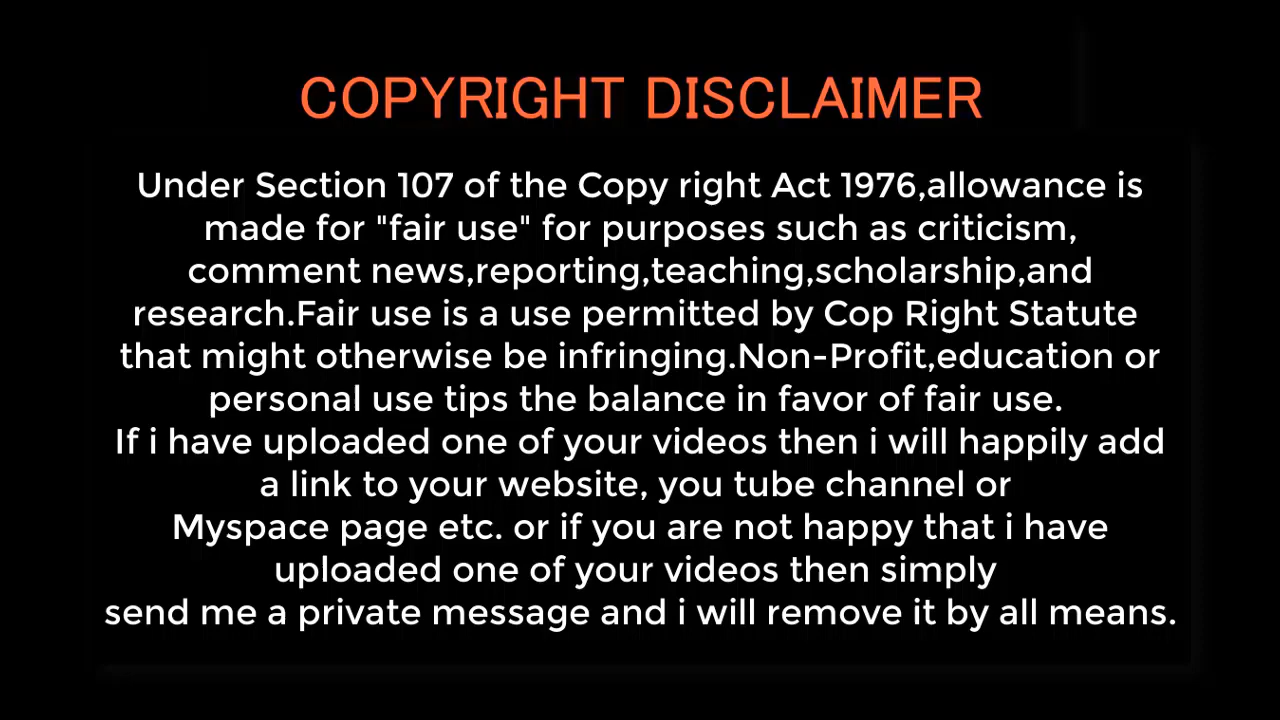 COPYRIGHT DISCLAIMER
Under Section 107 of the Copy right Act 1976,allowance is
made for "fair use" for purposes such as criticism,
comment news,reporting,teaching,scholarship,and
research.Fair use is a use permitted by Cop Right Statute
that might otherwise be infringing.Non-Profit,education or
personal use tips the balance in favor of fair use.
If i have uploaded one of your videos then i will happily add
a link to your website, you tube channel or
Myspace page etc. or if you are not happy that i have
uploaded one of your videos then simply
send me a private message and i will remove it by all means.